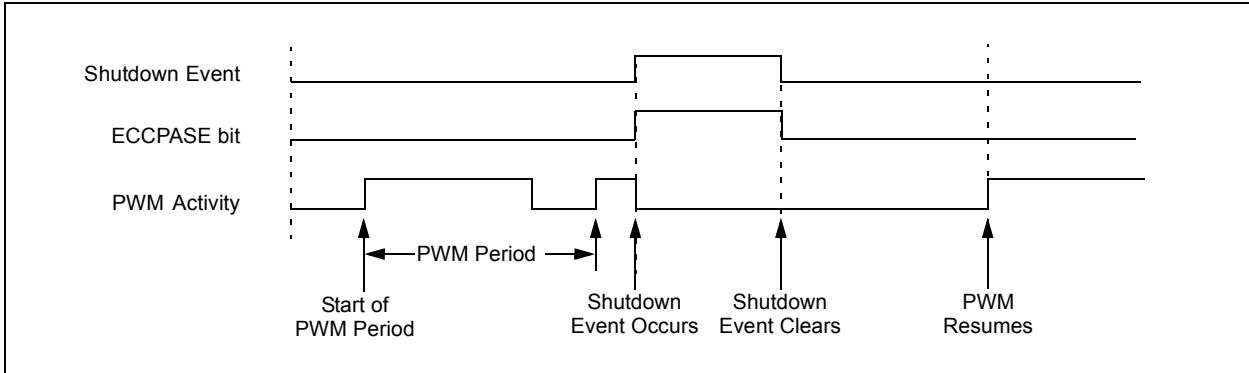 Shutdown Event
ECCPASE bit
PWM Activity
PWM Period
Start of
PWM Period
Shutdown
Event Occurs
Shutdown
Event Clears
PWM
Resumes